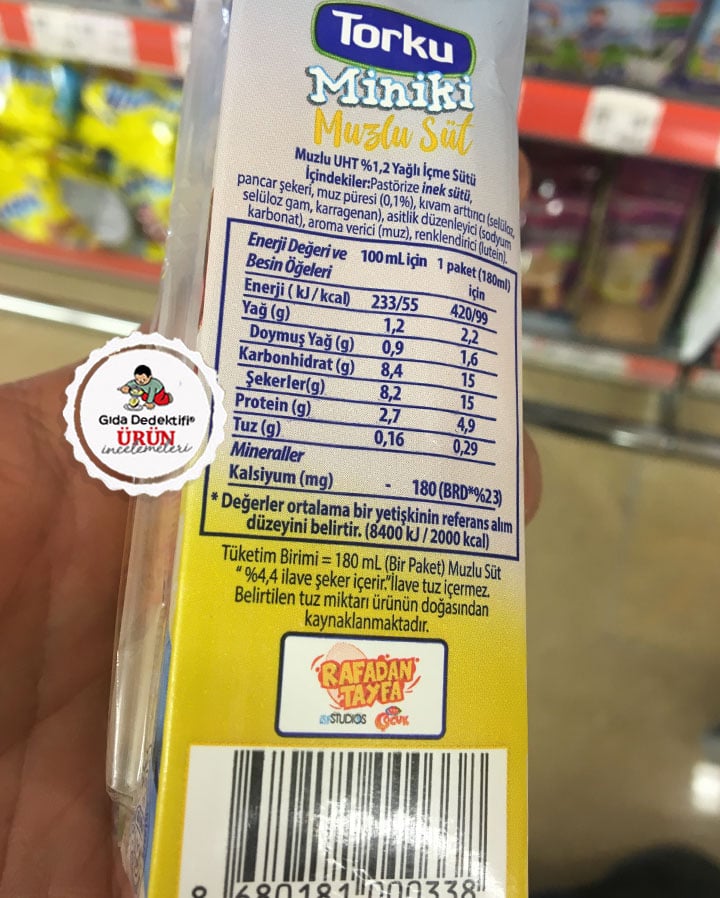 Torku
Miniki
Muzlu Süt
Muzlu UHT %1,2 Yağlı İçme Sütü
İçindekiler:Pastörize inek sütü,
pancar şekeri, muz püresi (0,1%), kıvam arttırıcı (selüloz,
selüloz gam, karragenan), asitlik düzenleyici (sodyum
karbonat), aroma verici (muz), renklendirici (lutein).
Enerji Değeri ve 100 mL için 1 paket (180ml)
Besin Öğeleri için
Enerji ( kJ / kcal) 233/55 420/99
Yağ (g) 1,2 2,2
Doymuş Yağ (g) 0,9 1,6
Karbonhidrat (g) 8,4 15
Şekerler(g) 8,2 15
Protein (g) 2,7 4,9
Tuz (g) 0,16 0,29
Mineraller
Kalsiyum (mg) - 180 (BRD*%23)
* Değerler ortalama bir yetişkinin referans alım
düzeyini belirtir. (8400 kJ / 2000 kcal)
Tüketim Birimi = 180 mL (Bir Paket) Muzlu Süt
"%4,4 ilave şeker içerir."İlave tuz içermez.
Belirtilen tuz miktarı ürünün doğasından
kaynaklanmaktadır.
RAFADAN
TAYFA
STUDIOS
ÇOCUK
8 680181 000338
Gıda Dedektifi®
ÜRÜN
incelemeleri